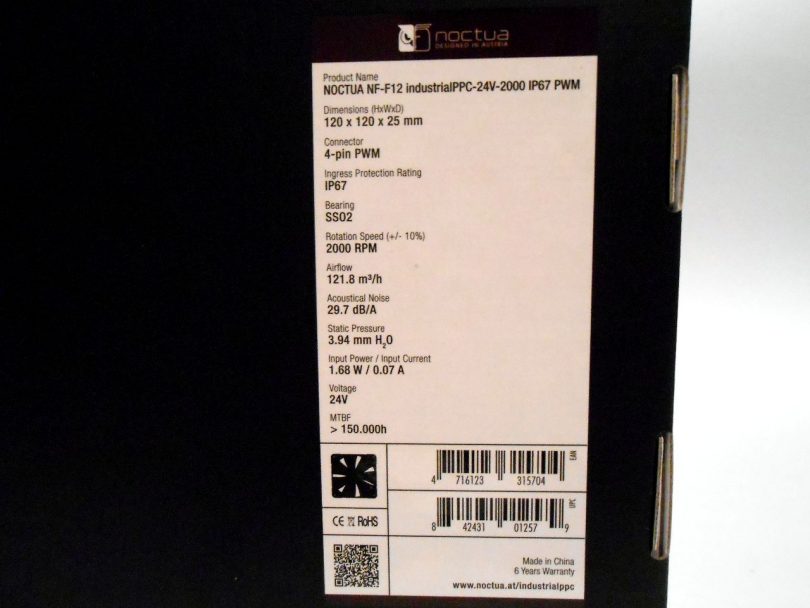 noctua
DESIGNED IN AUSTRIA
Product Name
NOCTUA NF-F12 industrialPPC-24V-2000 IP67 PWM
Dimensions (HxWxD)
120 x 120 x 25 mm
Connector
4-pin PWM
Ingress Protection Rating
IP67
Bearing
SSO2
Rotation Speed (+/- 10%)
2000 RPM
Airflow
121.8 m³/h
Acoustical Noise
29.7 dB/A
Static Pressure
3.94 mm H₂O
Input Power / Input Current
1.68 W / 0.07 A
Voltage
24V
MTBF
> 150.000h
EAN
4 716123 315704
UPC
8 42431 01257 9
CE RoHS
Made in China
6 Years Warranty
www.noctua.at/industrialppc